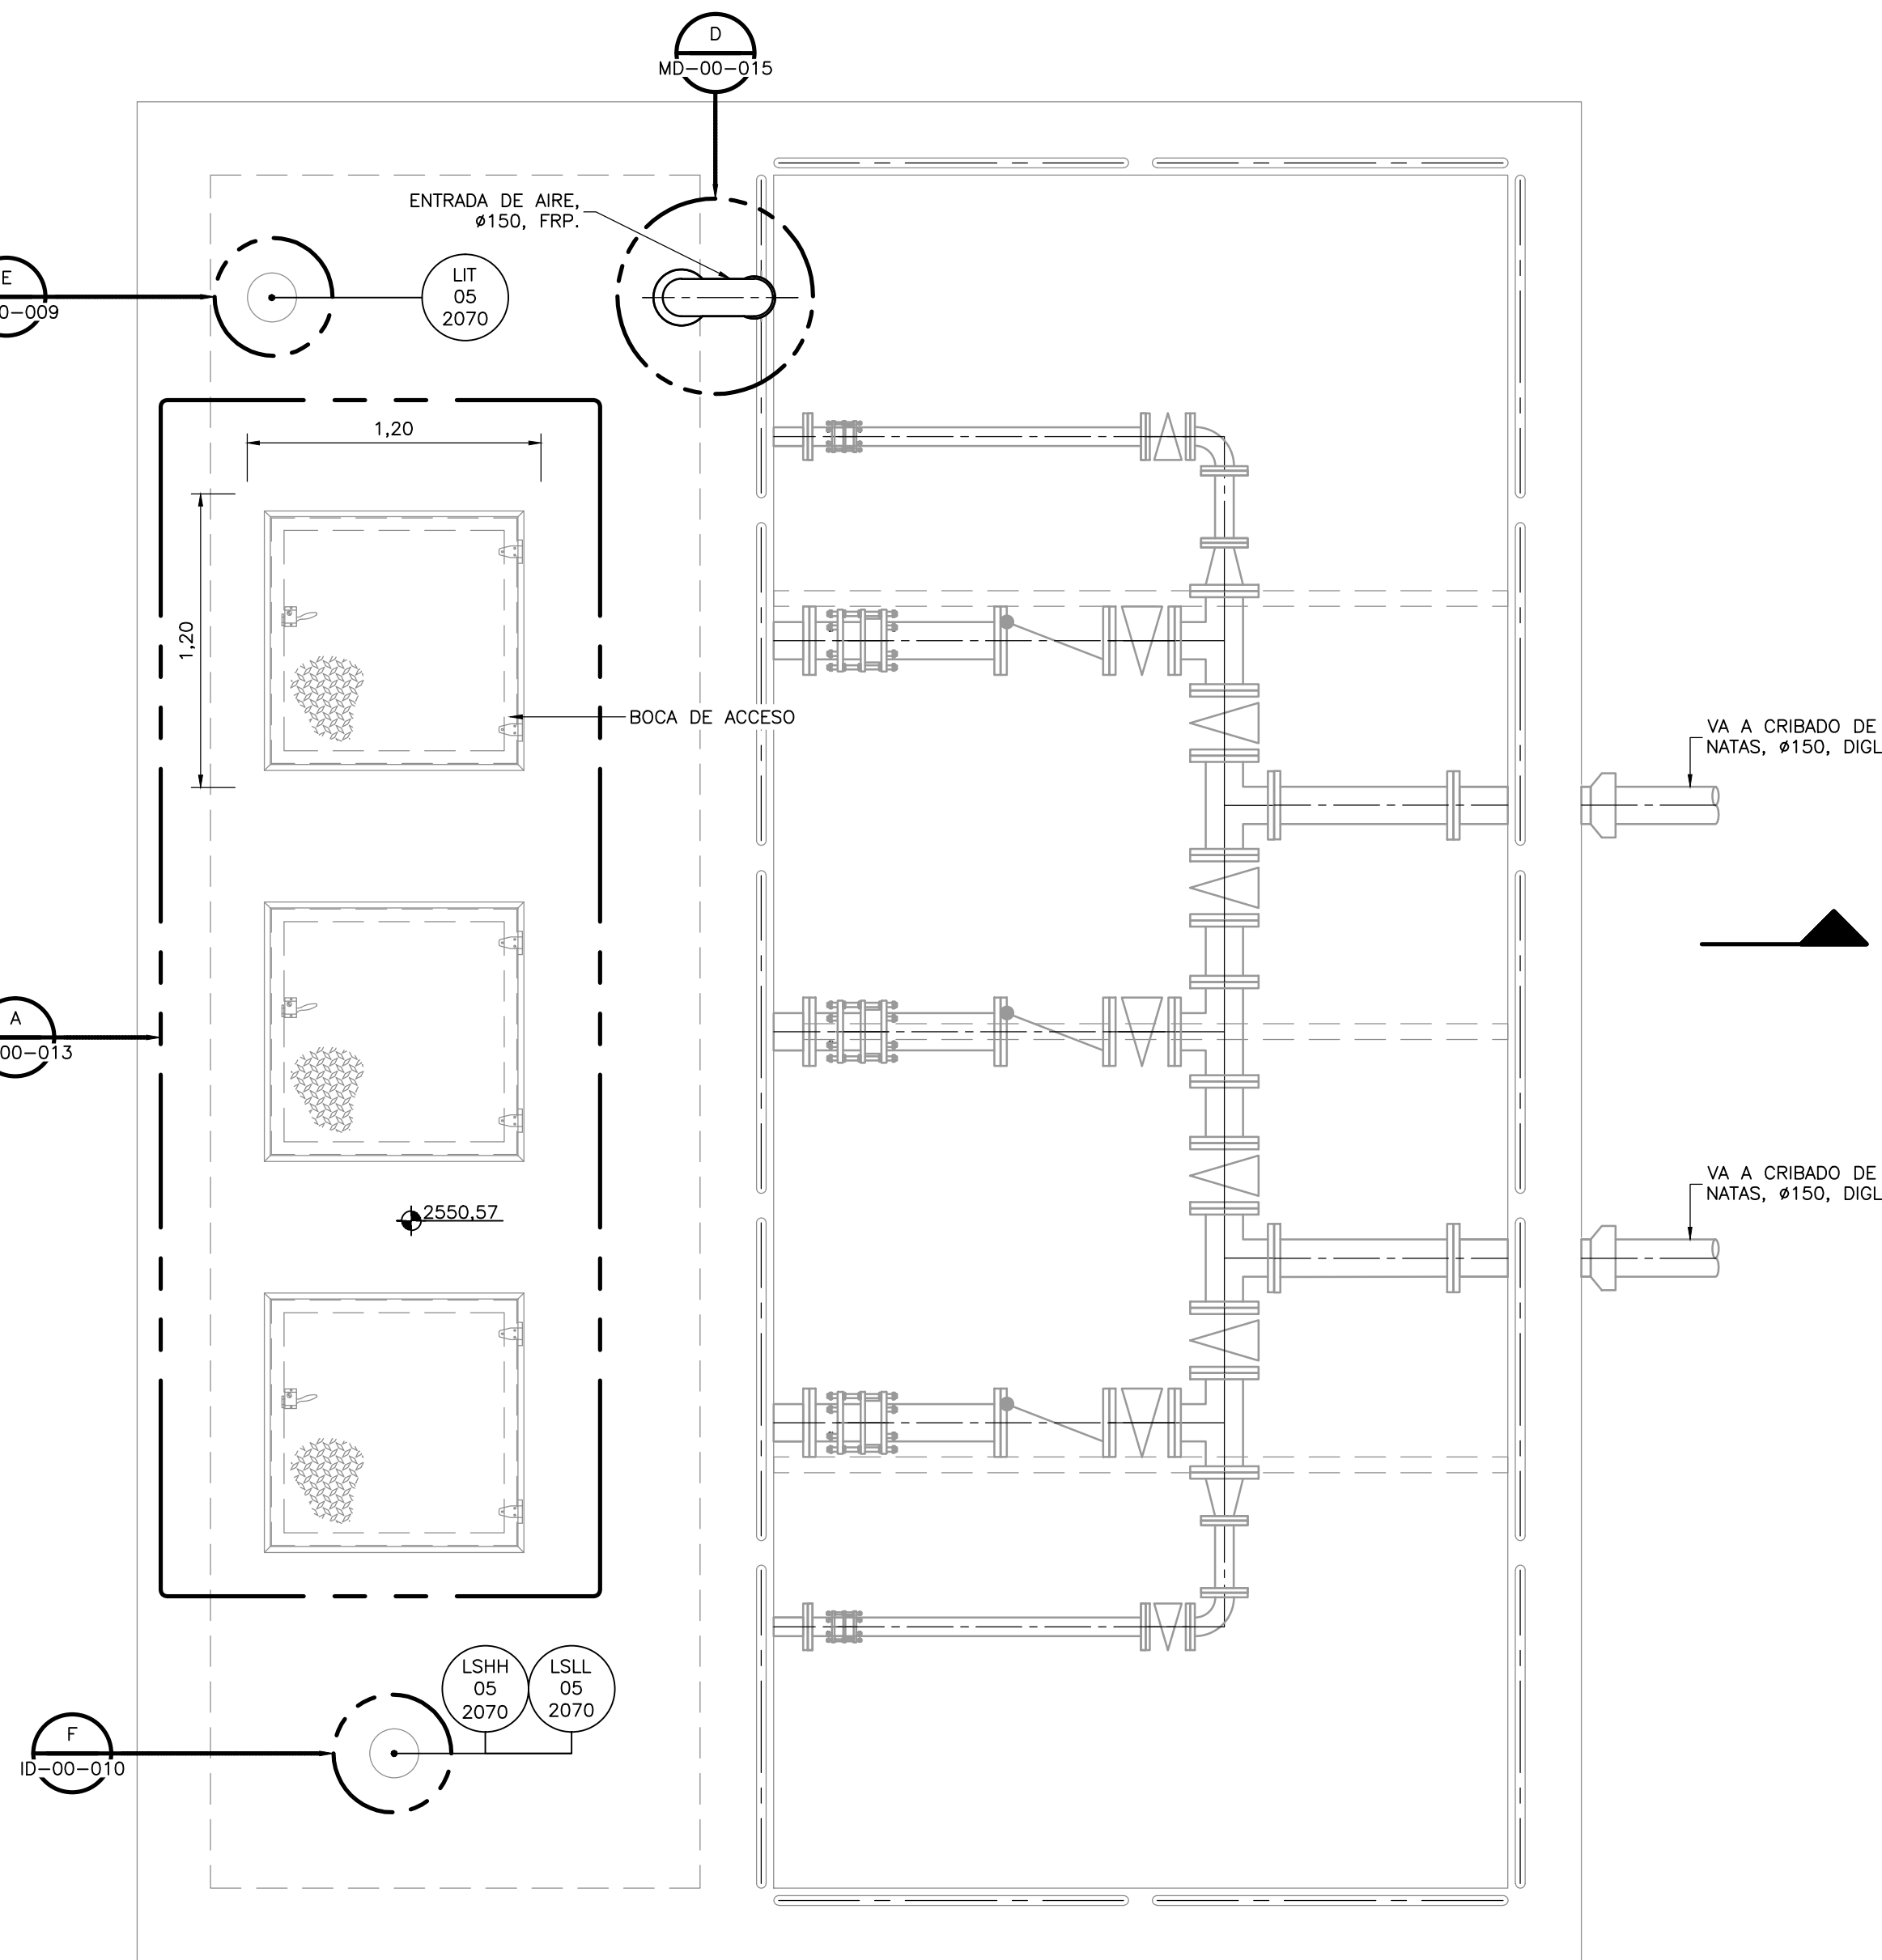 D
MD-00-015
ENTRADA DE AIRE,
ø150, FRP.
E
0-009
LIT
05
2070
1,20
1,20
BOCA DE ACCESO
VA A CRIBADO DE
NATAS, ø150, DIGL
A
00-013
VA A CRIBADO DE
NATAS, ø150, DIGL
2550,57
LSHH
05
2070
LSLL
05
2070
F
ID-00-010